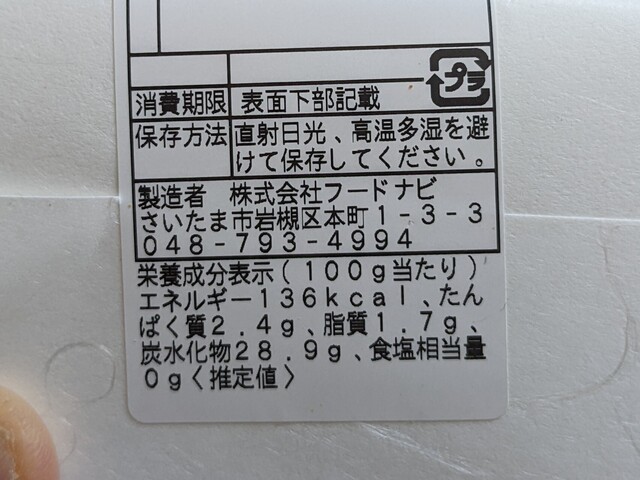 プラ
消費期限 表面下部記載
保存方法 直射日光、高温多湿を避
けて保存してください。
製造者 株式会社フードナビ
さいたま市岩槻区本町1-3-3
048-793-4994
栄養成分表示(100g当たり)
エネルギー136kcal、たん
ぱく質2.4g、脂質1.7g、
炭水化物28.9g、食塩相当量
0g〈推定値〉